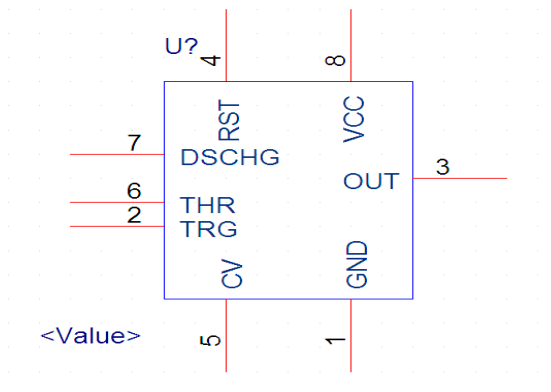 U?
4
8
RST
VCC
7
DSCHG
OUT
3
6
THR
2
TRG
CV
GND
<Value>
5
1